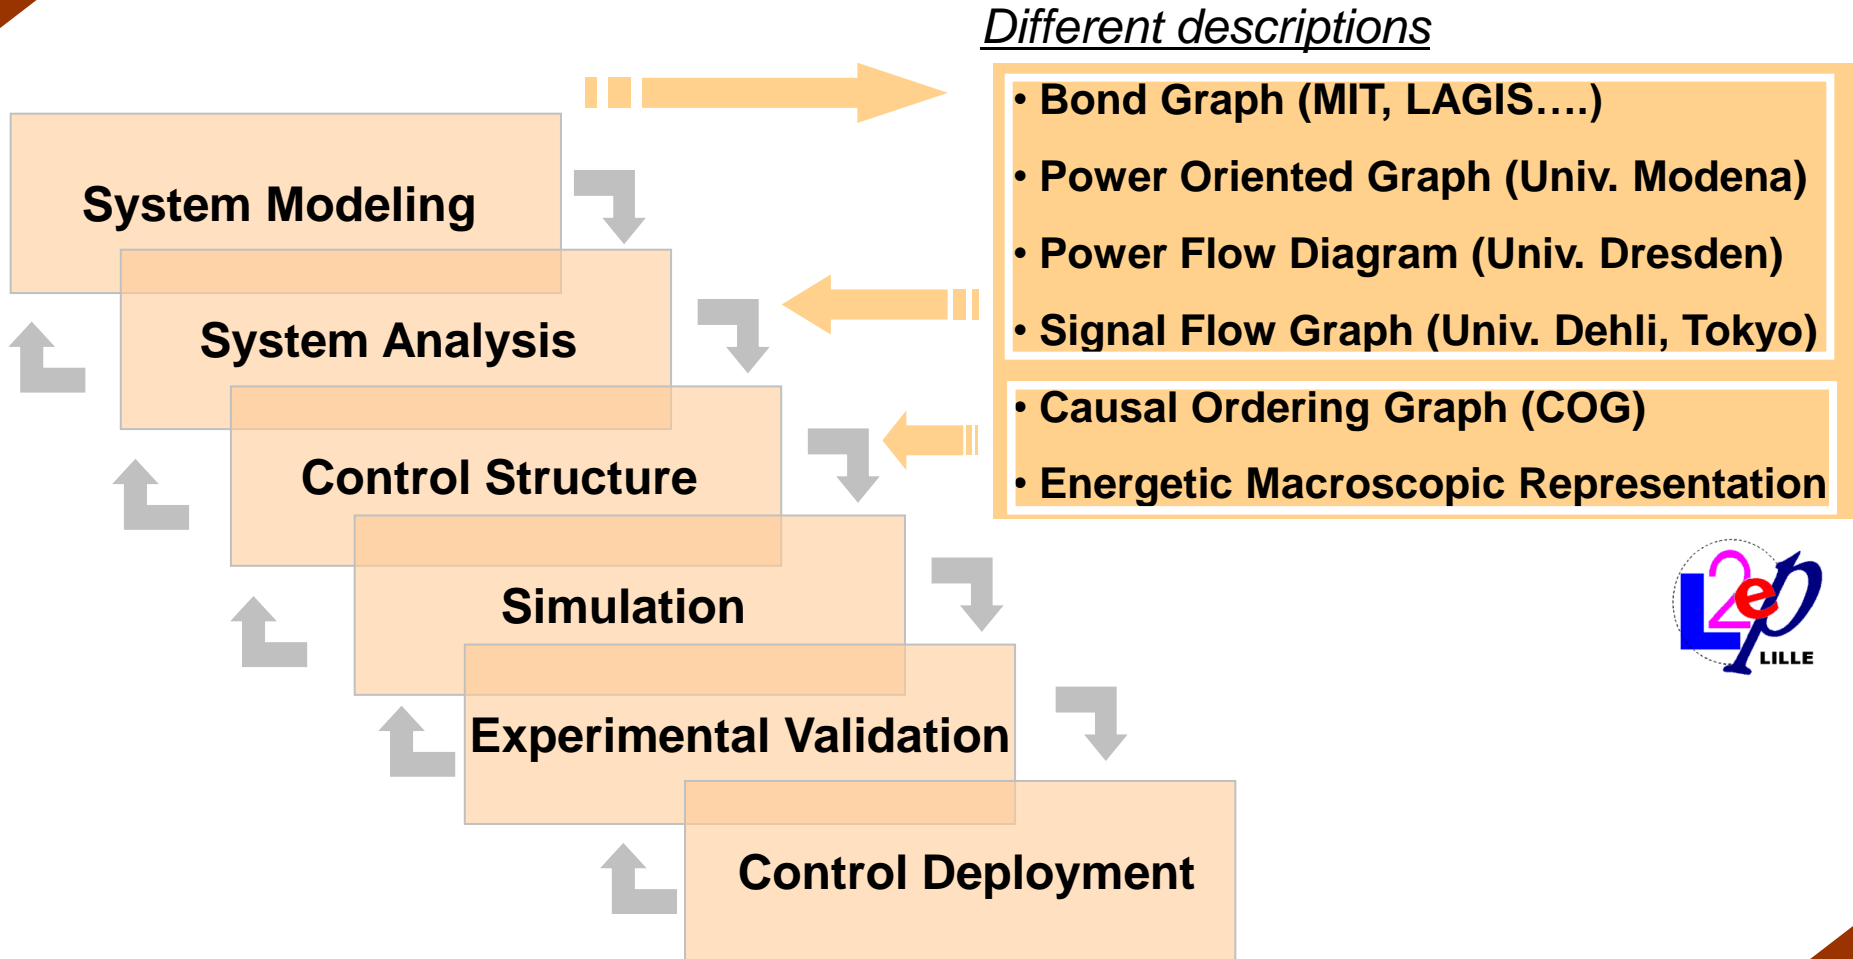 Different descriptions
• Bond Graph (MIT, LAGIS….)
• Power Oriented Graph (Univ. Modena)
• Power Flow Diagram (Univ. Dresden)
• Signal Flow Graph (Univ. Dehli, Tokyo)
• Causal Ordering Graph (COG)
• Energetic Macroscopic Representation
System Modeling
System Analysis
Control Structure
Simulation
Experimental Validation
Control Deployment
L2ep
LILLE